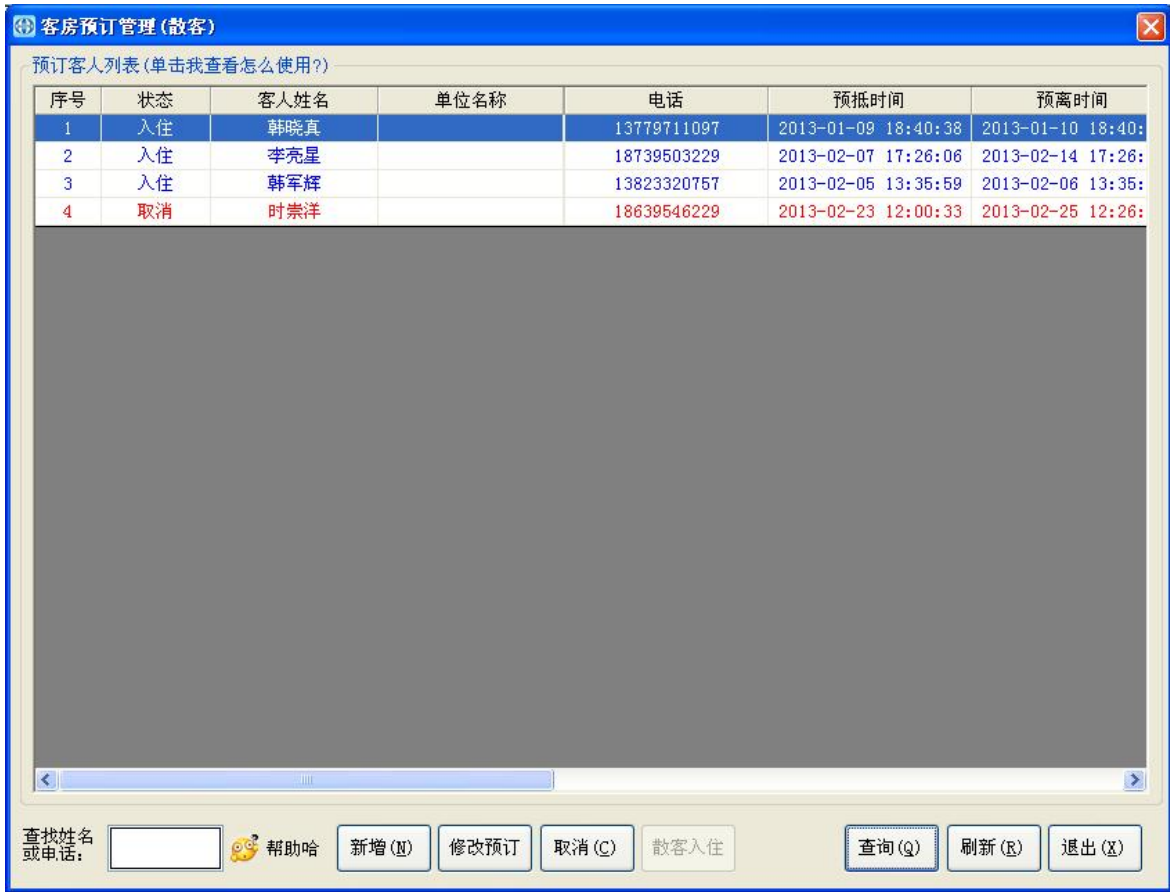 客房预订管理(散客)
预订客人列表(单击我查看怎么使用?)
序号 状态 客人姓名 单位名称 电话 预抵时间 预离时间
1 入住 韩晓真 13779711097 2013-01-09 18:40:38 2013-01-10 18:40:
2 入住 李亮星 18739503229 2013-02-07 17:26:06 2013-02-14 17:26:
3 入住 韩军辉 13823320757 2013-02-05 13:35:59 2013-02-06 13:35:
4 取消 时崇洋 18639546229 2013-02-23 12:00:33 2013-02-25 12:26:
查找姓名
或电话: 帮助哈 新增(N) 修改预订 取消(C) 散客入住 查询(Q) 刷新(R) 退出(X)